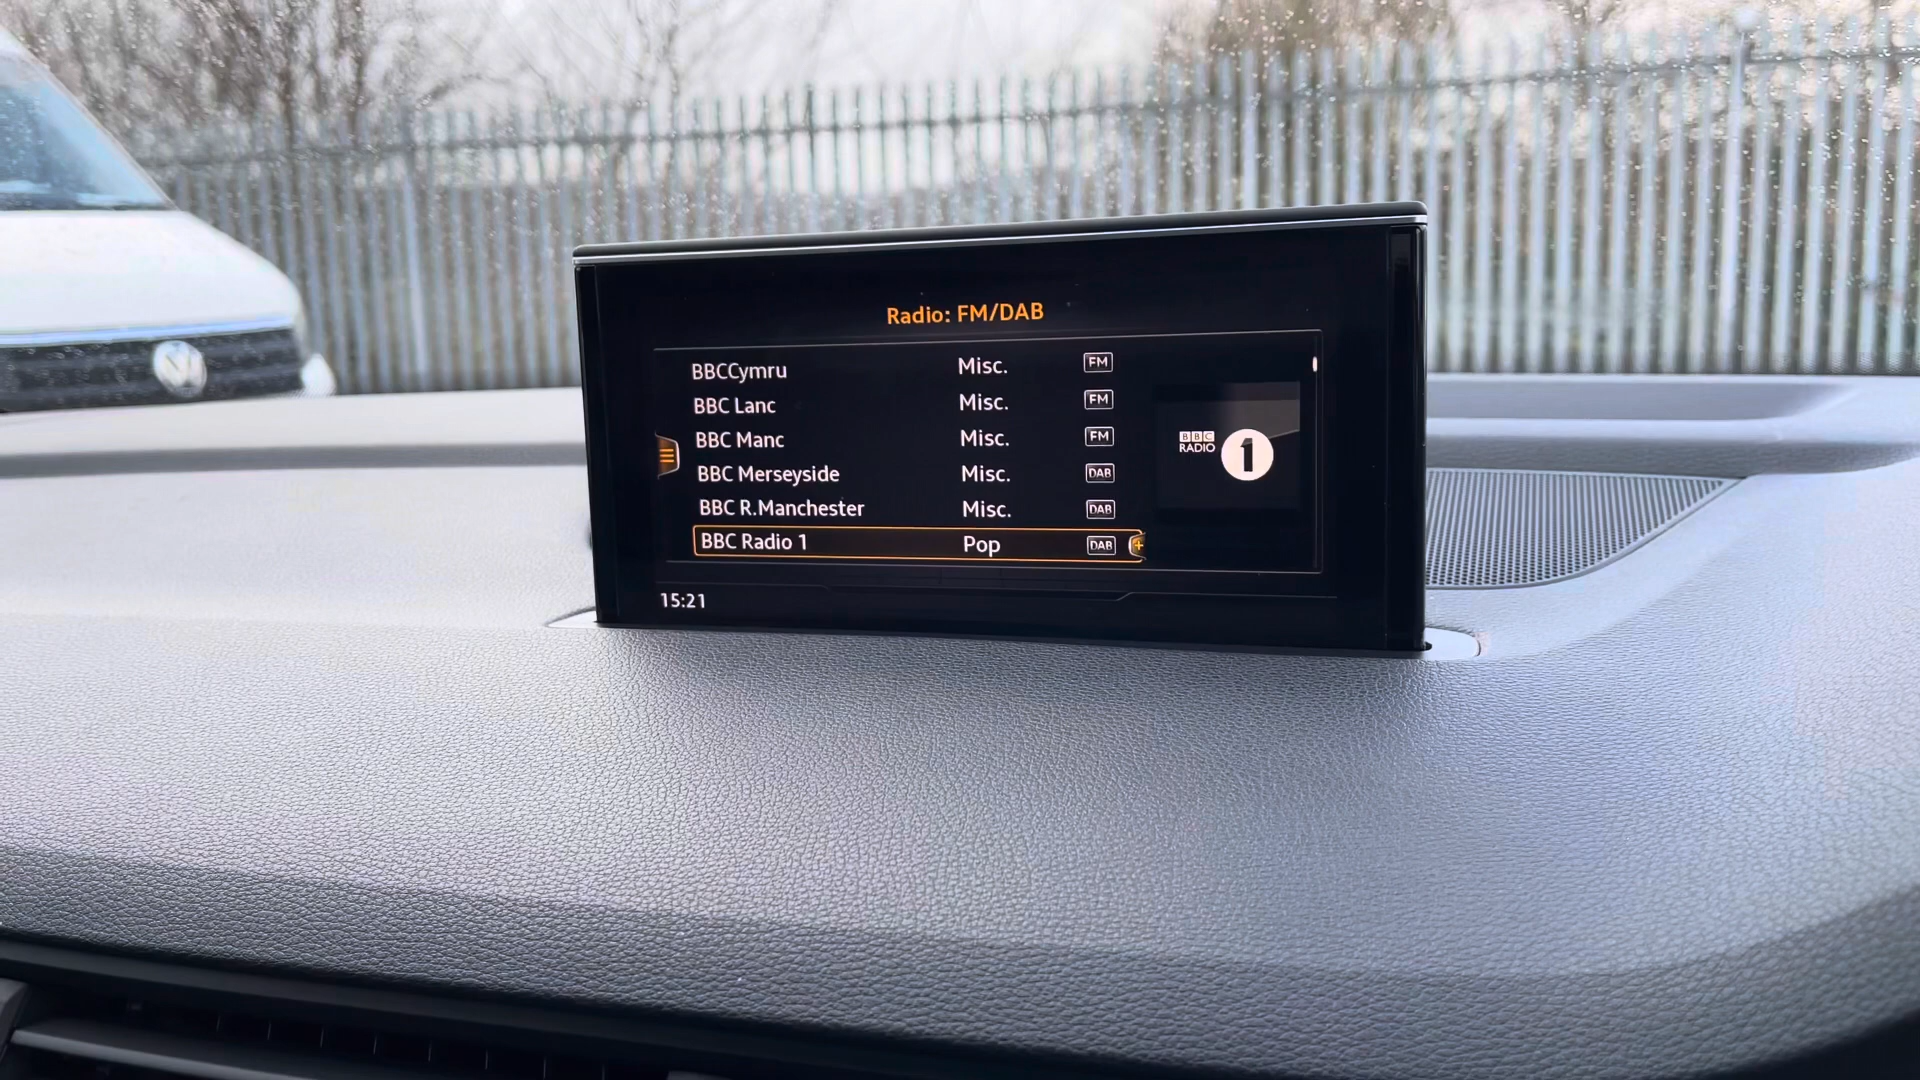 Radio: FM/DAB
BBCCymru Misc. FM
BBC Lanc Misc. FM
BBC Manc Misc. FM
BBC Merseyside Misc. DAB
BBC R.Manchester Misc. DAB
BBC Radio 1 Pop DAB
BBC
RADIO 1
15:21